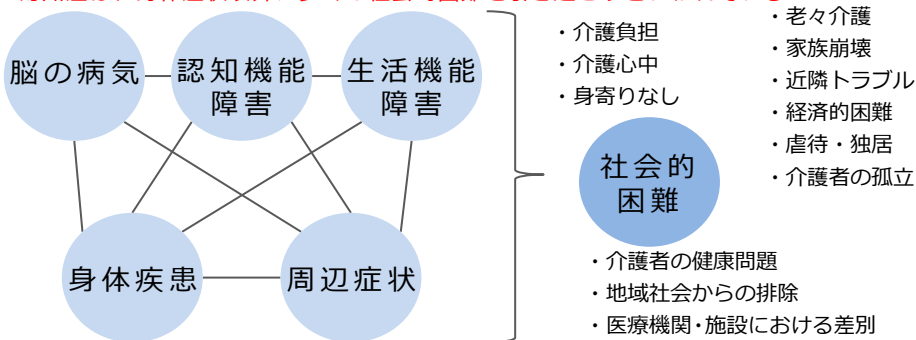 脳の病気
認知機能
障害
生活機能
障害
身体疾患
周辺症状
・介護負担
・介護心中
・身寄りなし
・老々介護
・家族崩壊
・近隣トラブル
・経済的困難
・虐待・独居
・介護者の孤立
社会的
困難
・介護者の健康問題
・地域社会からの排除
・医療機関・施設における差別